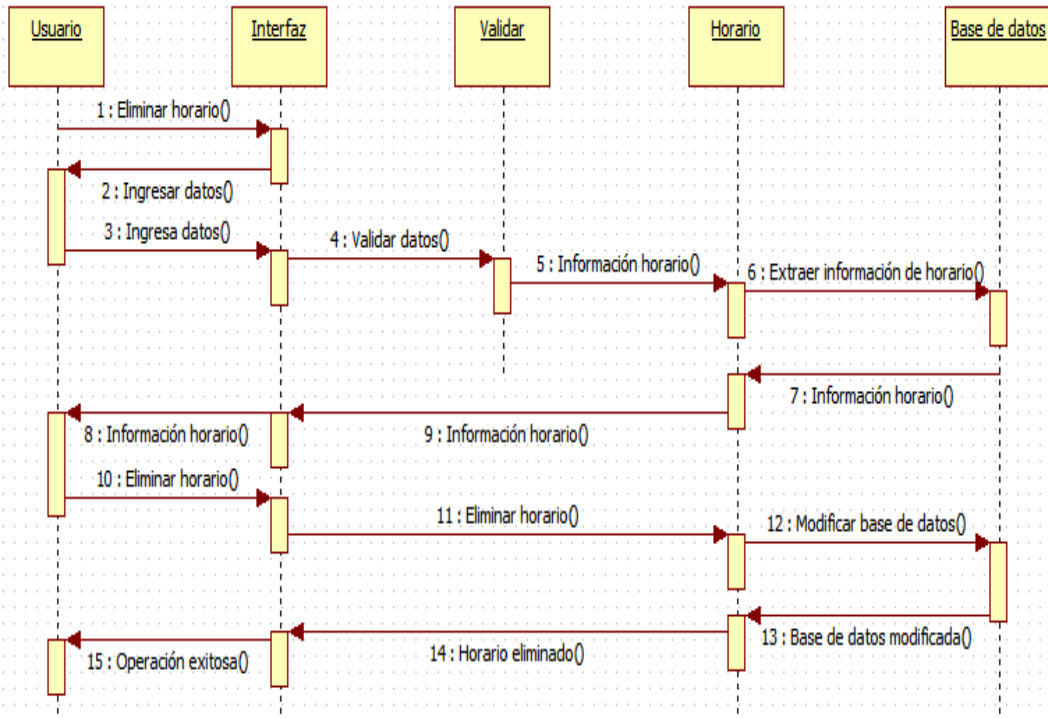 Usuario
Interfaz
Validar
Horario
Base de datos
1 : Eliminar horario()
2 : Ingresar datos()
3 : Ingresa datos()
4 : Validar datos()
5 : Información horario()
6 : Extraer información de horario()
7 : Información horario()
8 : Información horario()
9 : Información horario()
10 : Eliminar horario()
11 : Eliminar horario()
12 : Modificar base de datos()
13 : Base de datos modificada()
14 : Horario eliminado()
15 : Operación exitosa()